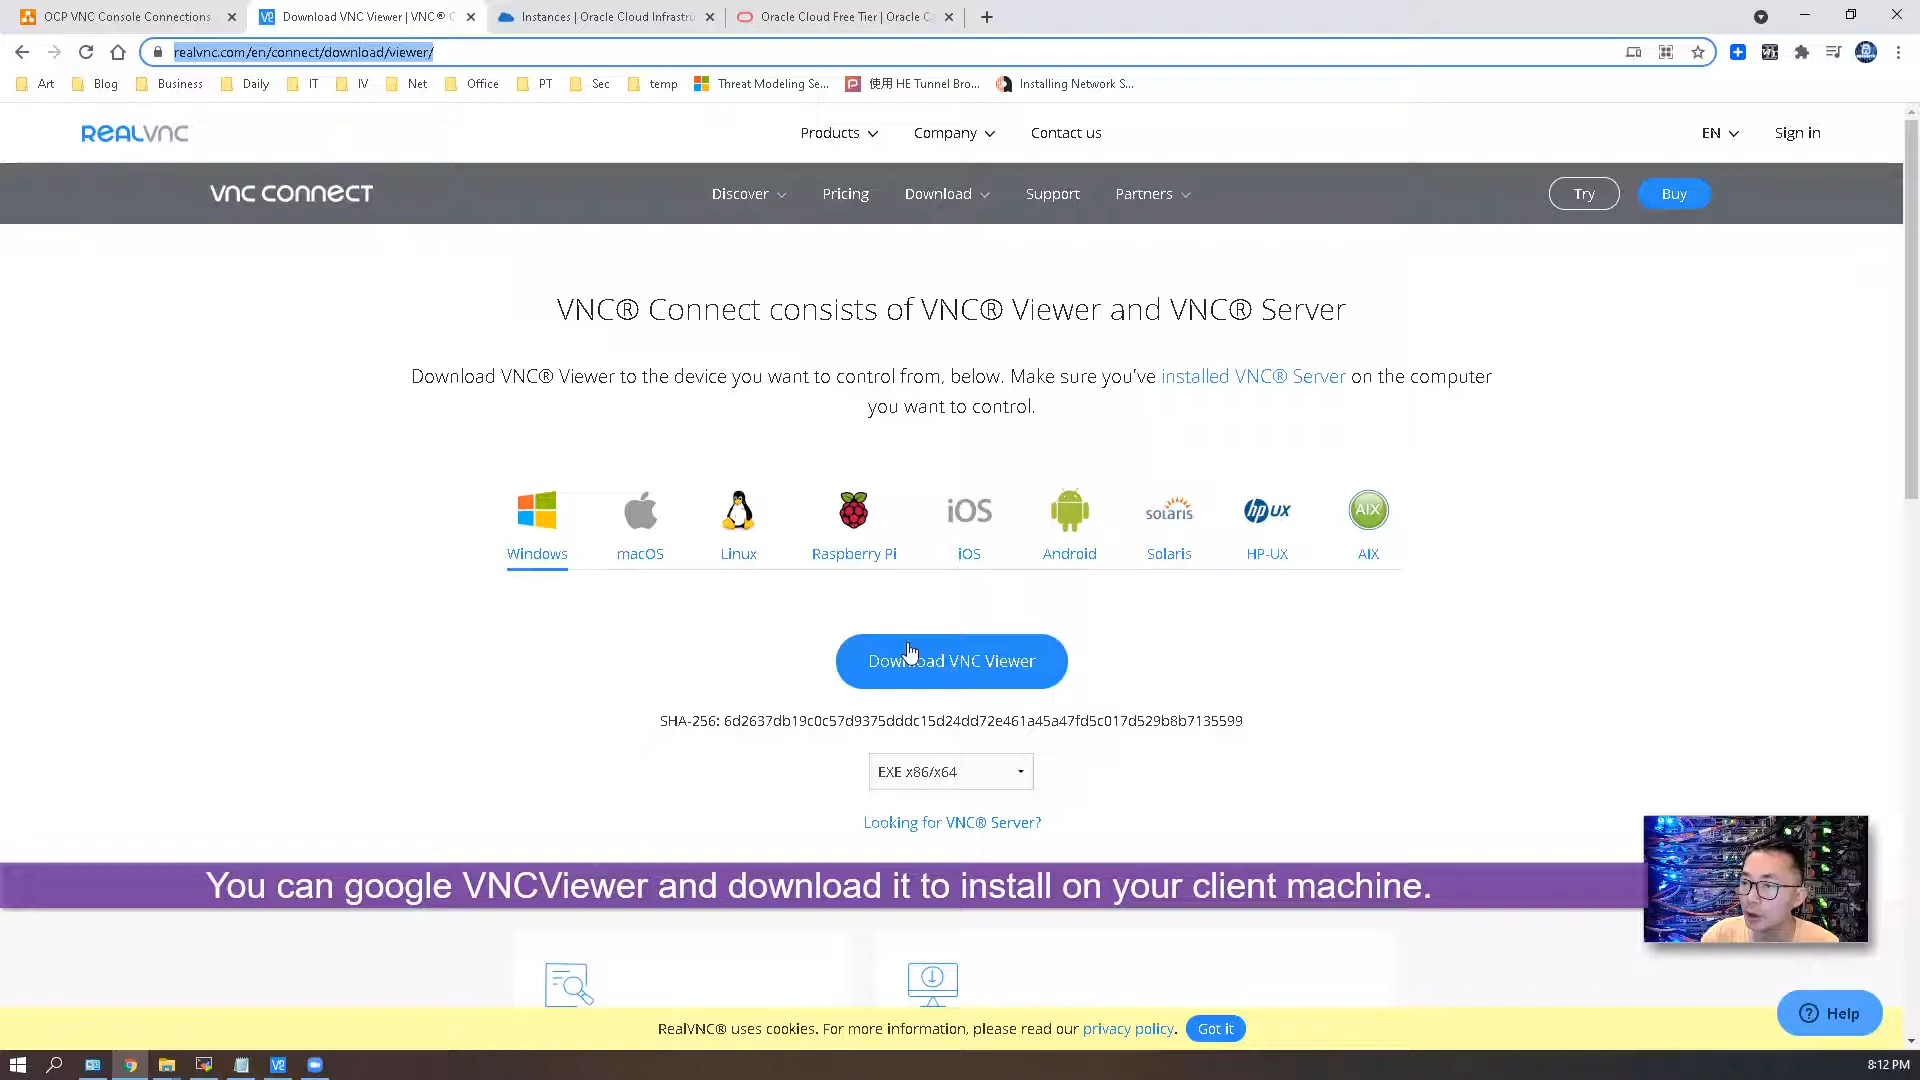 OCP VNC Console Connections
Download VNC Viewer | VNC® C
Instances | Oracle Cloud Infrastru
Oracle Cloud Free Tier | Oracle C
realvnc.com/en/connect/download/viewer/
Art Blog Business Daily IT IV Net Office PT Sec temp Threat Modeling Se... 使用 HE Tunnel Bro... Installing Network S...
REALVNC Products Company Contact us EN Sign in
vnc connect Discover Pricing Download Support Partners Try Buy
VNC® Connect consists of VNC® Viewer and VNC® Server
Download VNC® Viewer to the device you want to control from, below. Make sure you've installed VNC® Server on the computer
you want to control.
iOS solaris hp UX AIX
Windows macOS Linux Raspberry Pi iOS Android Solaris HP-UX AIX
Download VNC Viewer
SHA-256: 6d2637db19c0c57d9375dddc15d24dd72e461a45a47fd5c017d529b8b7135599
EXE x86/x64
Looking for VNC® Server?
You can google VNCViewer and download it to install on your client machine.
Help
RealVNC® uses cookies. For more information, please read our privacy policy. Got it
8:12 PM